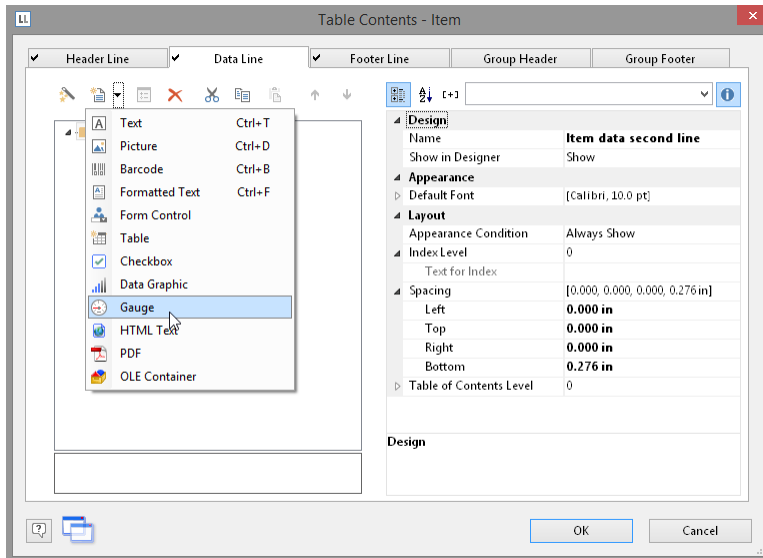 LL
Table Contents - Item
Header Line
Data Line
Footer Line
Group Header
Group Footer
[+]
Text Ctrl+T
Picture Ctrl+D
Barcode Ctrl+B
Formatted Text Ctrl+F
Form Control
Table
Checkbox
Data Graphic
Gauge
HTML Text
PDF
OLE Container
Design
Name Item data second line
Show in Designer Show
Appearance
Default Font [Calibri, 10.0 pt]
Layout
Appearance Condition Always Show
Index Level 0
Text for Index
Spacing [0.000, 0.000, 0.000, 0.276 in]
Left 0.000 in
Top 0.000 in
Right 0.000 in
Bottom 0.276 in
Table of Contents Level 0
Design
OK
Cancel